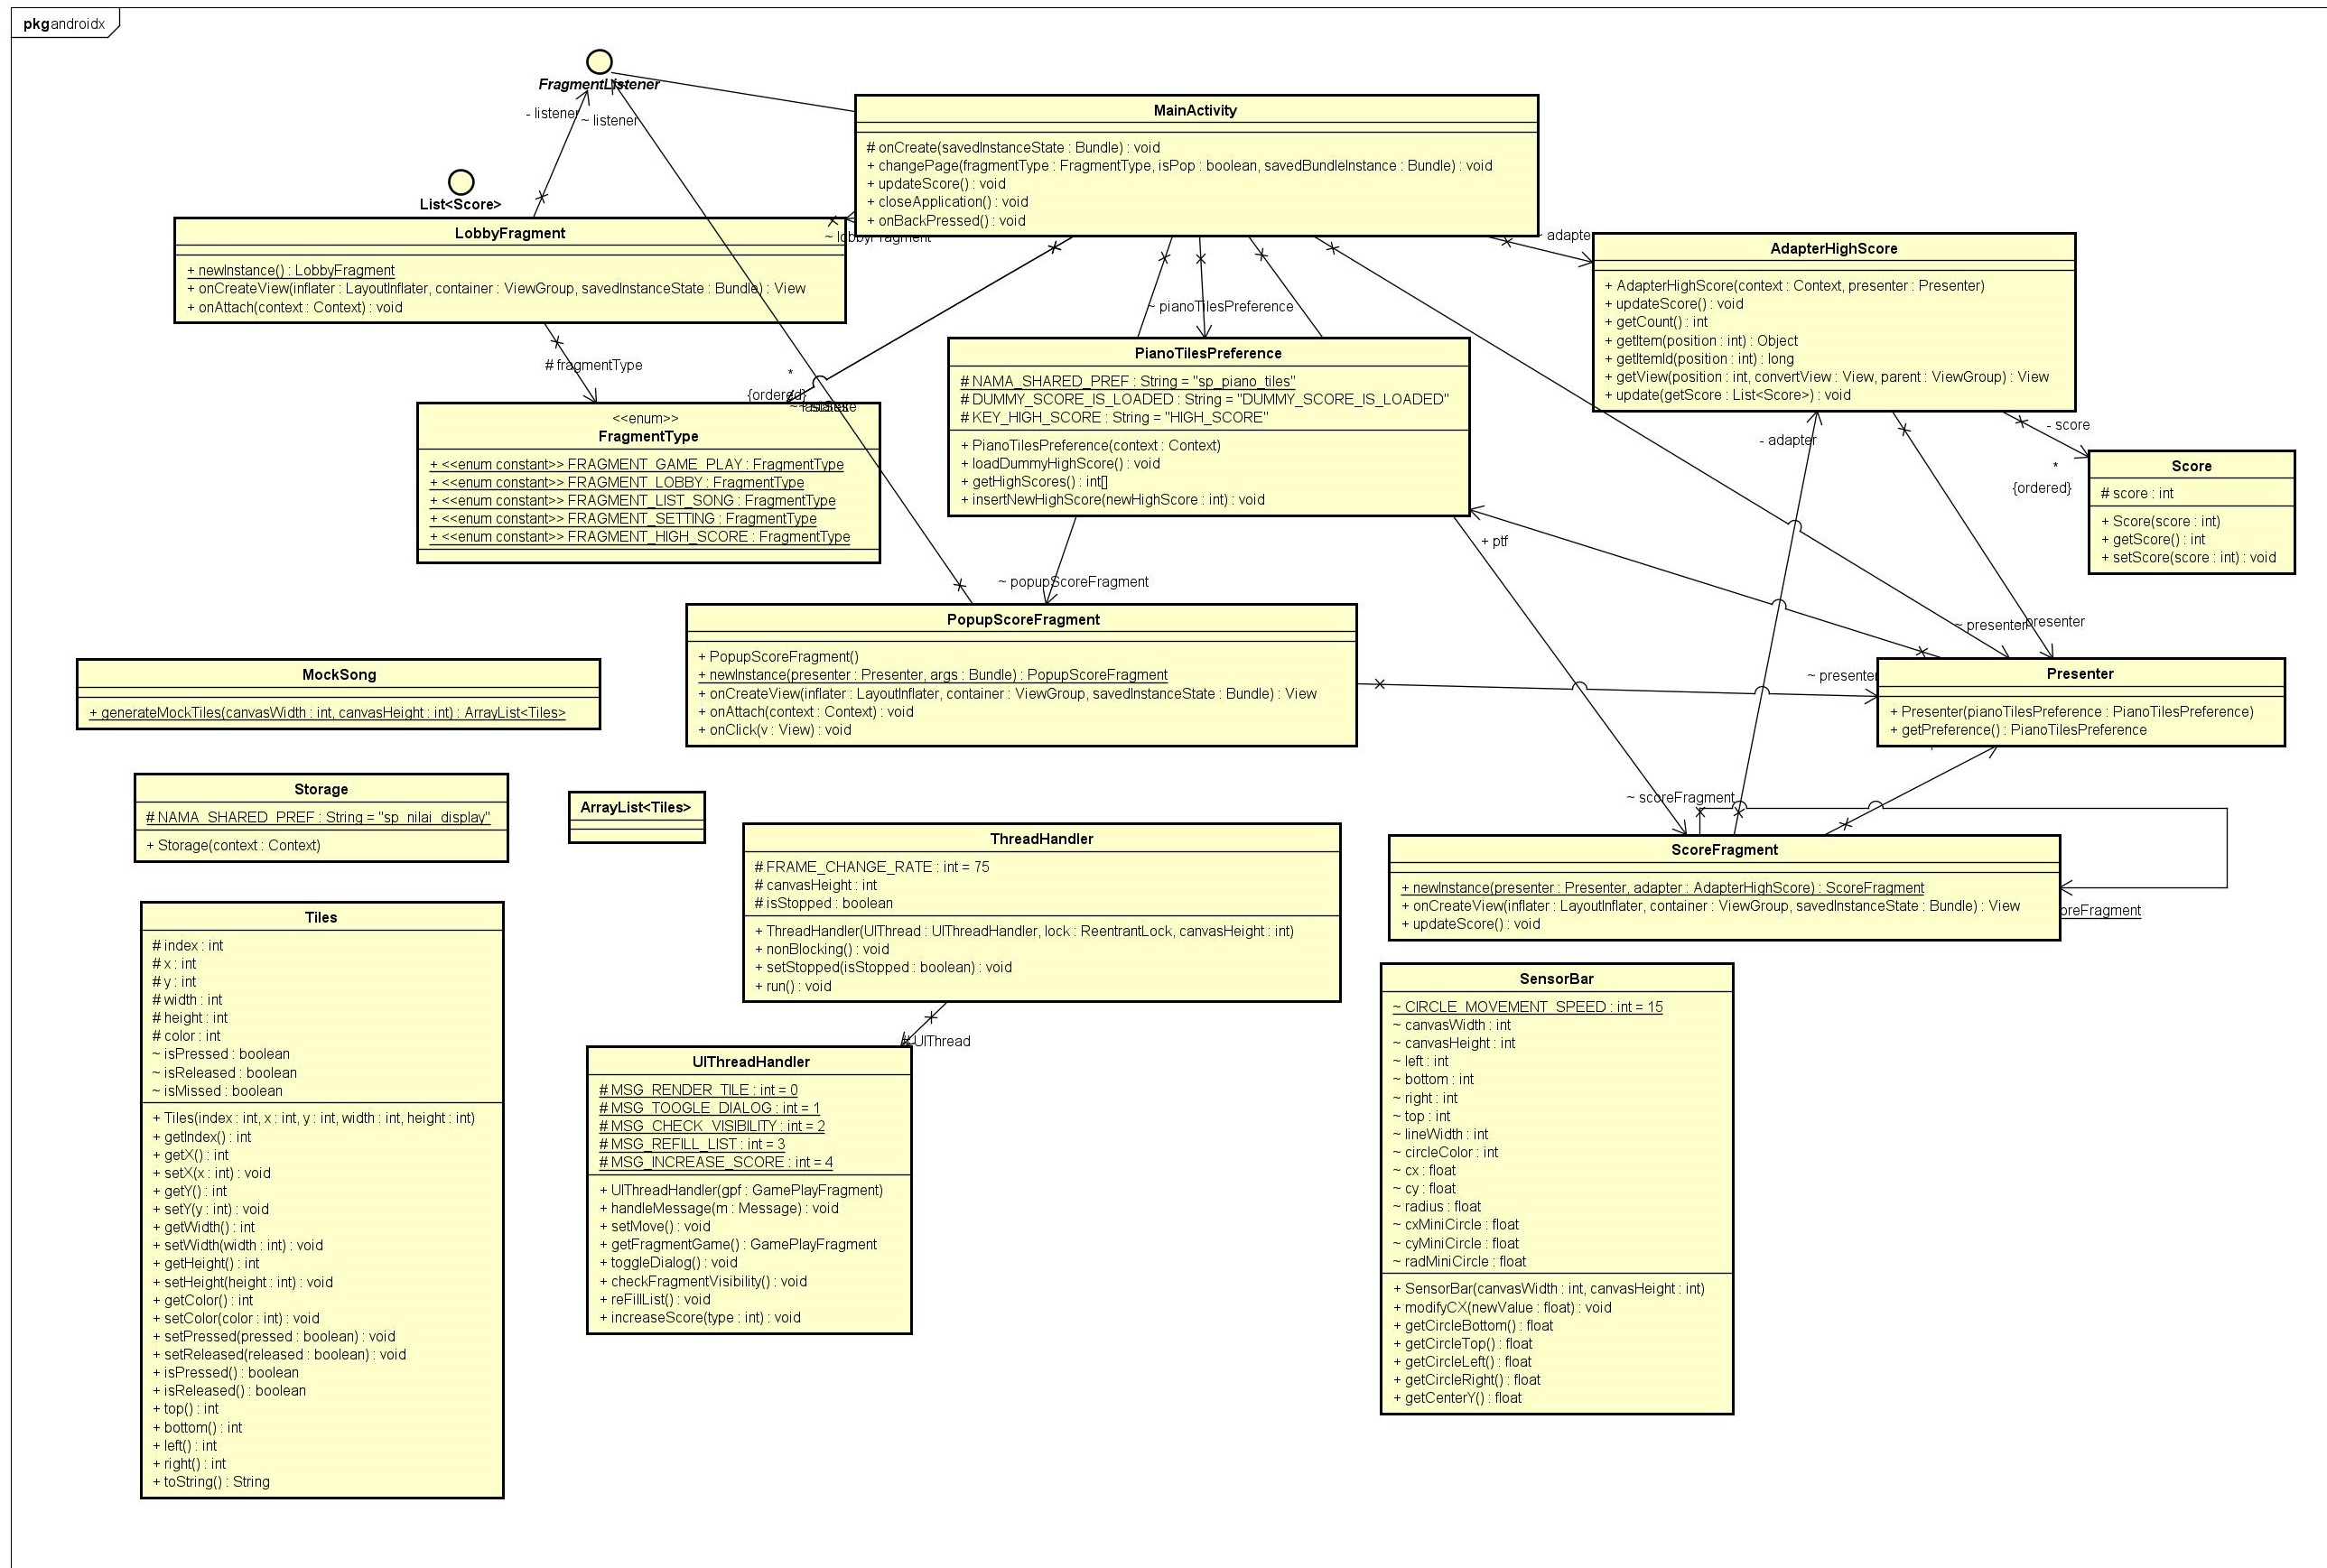 pkg androidx
FragmentListener
- listener
~ listener
List<Score>
MainActivity
# onCreate(savedInstanceState : Bundle) : void
+ changePage(fragmentType : FragmentType, isPop : boolean, savedBundleInstance : Bundle) : void
+ updateScore() : void
+ closeApplication() : void
+ onBackPressed() : void
~ lobbyFragment
LobbyFragment
+ newInstance() : LobbyFragment
+ onCreateView(inflater : LayoutInflater, container : ViewGroup, savedInstanceState : Bundle) : View
+ onAttach(context : Context) : void
# fragmentType
*
{ordered}
~ adapte
AdapterHighScore
+ AdapterHighScore(context : Context, presenter : Presenter)
+ updateScore() : void
+ getCount() : int
+ getItem(position : int) : Object
+ getItemId(position : int) : long
+ getView(position : int, convertView : View, parent : ViewGroup) : View
+ update(getScore : List<Score>) : void
~ pianoTilesPreference
PianoTilesPreference
# NAMA_SHARED_PREF : String = "sp_piano_tiles"
# DUMMY_SCORE_IS_LOADED : String = "DUMMY_SCORE_IS_LOADED"
# KEY_HIGH_SCORE : String = "HIGH_SCORE"
+ PianoTilesPreference(context : Context)
+ loadDummyHighScore() : void
+ getHighScores() : int[]
+ insertNewHighScore(newHighScore : int) : void
<<enum>>
FragmentType
+ <<enum constant>> FRAGMENT_GAME_PLAY : FragmentType
+ <<enum constant>> FRAGMENT_LOBBY : FragmentType
+ <<enum constant>> FRAGMENT_LIST_SONG : FragmentType
+ <<enum constant>> FRAGMENT_SETTING : FragmentType
+ <<enum constant>> FRAGMENT_HIGH_SCORE : FragmentType
- adapter
- score
*
{ordered}
Score
# score : int
+ Score(score : int)
+ getScore() : int
+ setScore(score : int) : void
+ ptf
~ popupScoreFragment
PopupScoreFragment
+ PopupScoreFragment()
+ newInstance(presenter : Presenter, args : Bundle) : PopupScoreFragment
+ onCreateView(inflater : LayoutInflater, container : ViewGroup, savedInstanceState : Bundle) : View
+ onAttach(context : Context) : void
+ onClick(v : View) : void
~ presenter
presenter
~ presenter
Presenter
+ Presenter(pianoTilesPreference : PianoTilesPreference)
+ getPreference() : PianoTilesPreference
MockSong
+ generateMockTiles(canvasWidth : int, canvasHeight : int) : ArrayList<Tiles>
Storage
# NAMA_SHARED_PREF : String = "sp_nilai_display"
+ Storage(context : Context)
ArrayList<Tiles>
~ scoreFragment
ScoreFragment
+ newInstance(presenter : Presenter, adapter : AdapterHighScore) : ScoreFragment
+ onCreateView(inflater : LayoutInflater, container : ViewGroup, savedInstanceState : Bundle) : View
+ updateScore() : void
oreFragment
ThreadHandler
# FRAME_CHANGE_RATE : int = 75
# canvasHeight : int
# isStopped : boolean
+ ThreadHandler(UIThread : UIThreadHandler, lock : ReentrantLock, canvasHeight : int)
+ nonBlocking() : void
+ setStopped(isStopped : boolean) : void
+ run() : void
# UIThread
Tiles
# index : int
# x : int
# y : int
# width : int
# height : int
# color : int
~ isPressed : boolean
~ isReleased : boolean
~ isMissed : boolean
+ Tiles(index : int, x : int, y : int, width : int, height : int)
+ getIndex() : int
+ getX() : int
+ setX(x : int) : void
+ getY() : int
+ setY(y : int) : void
+ getWidth() : int
+ setWidth(width : int) : void
+ getHeight() : int
+ setHeight(height : int) : void
+ getColor() : int
+ setColor(color : int) : void
+ setPressed(pressed : boolean) : void
+ setReleased(released : boolean) : void
+ isPressed() : boolean
+ isReleased() : boolean
+ top() : int
+ bottom() : int
+ left() : int
+ right() : int
+ toString() : String
UIThreadHandler
# MSG_RENDER_TILE : int = 0
# MSG_TOOGLE_DIALOG : int = 1
# MSG_CHECK_VISIBILITY : int = 2
# MSG_REFILL_LIST : int = 3
# MSG_INCREASE_SCORE : int = 4
+ UIThreadHandler(gpf : GamePlayFragment)
+ handleMessage(m : Message) : void
+ setMove() : void
+ getFragmentGame() : GamePlayFragment
+ toggleDialog() : void
+ checkFragmentVisibility() : void
+ reFillList() : void
+ increaseScore(type : int) : void
SensorBar
~ CIRCLE_MOVEMENT_SPEED : int = 15
~ canvasWidth : int
~ canvasHeight : int
~ left : int
~ bottom : int
~ right : int
~ top : int
~ lineWidth : int
~ circleColor : int
~ cx : float
~ cy : float
~ radius : float
~ cxMiniCircle : float
~ cyMiniCircle : float
~ radMiniCircle : float
+ SensorBar(canvasWidth : int, canvasHeight : int)
+ modifyCX(newValue : float) : void
+ getCircleBottom() : float
+ getCircleTop() : float
+ getCircleLeft() : float
+ getCircleRight() : float
+ getCenterY() : float